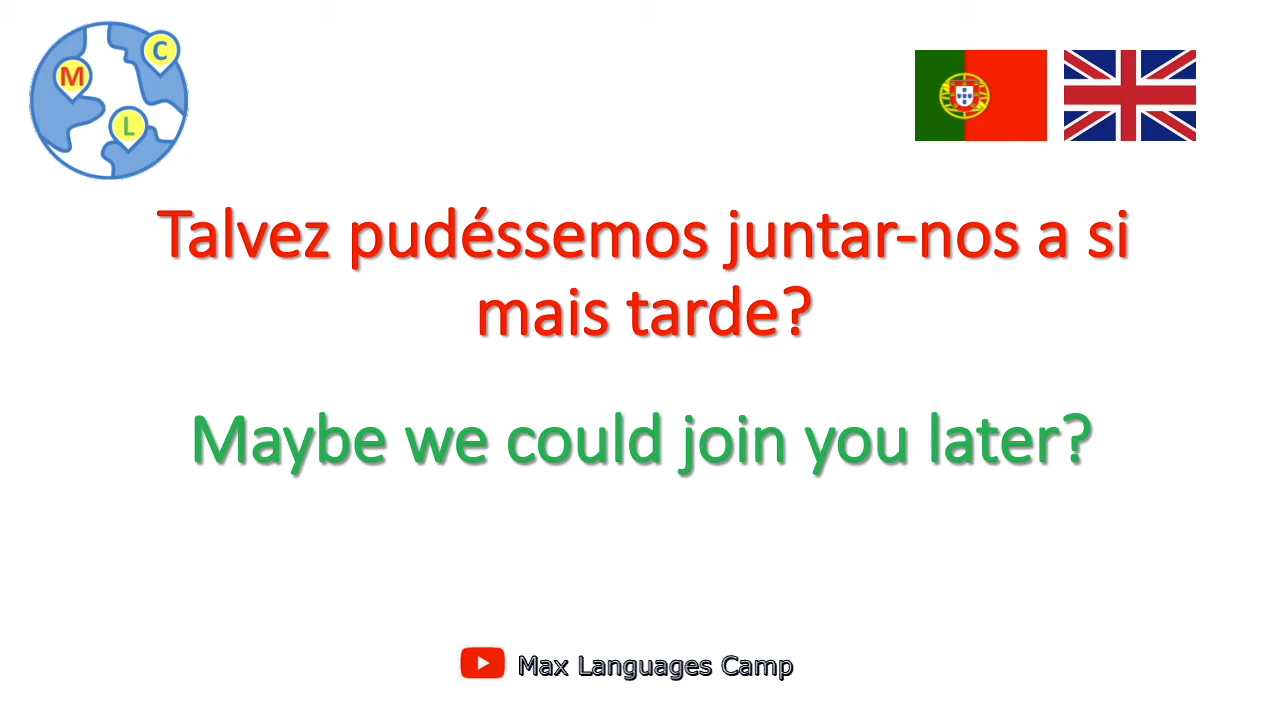 M
C
L
Talvez pudéssemos juntar-nos a si
mais tarde?
Maybe we could join you later?
Max Languages Camp